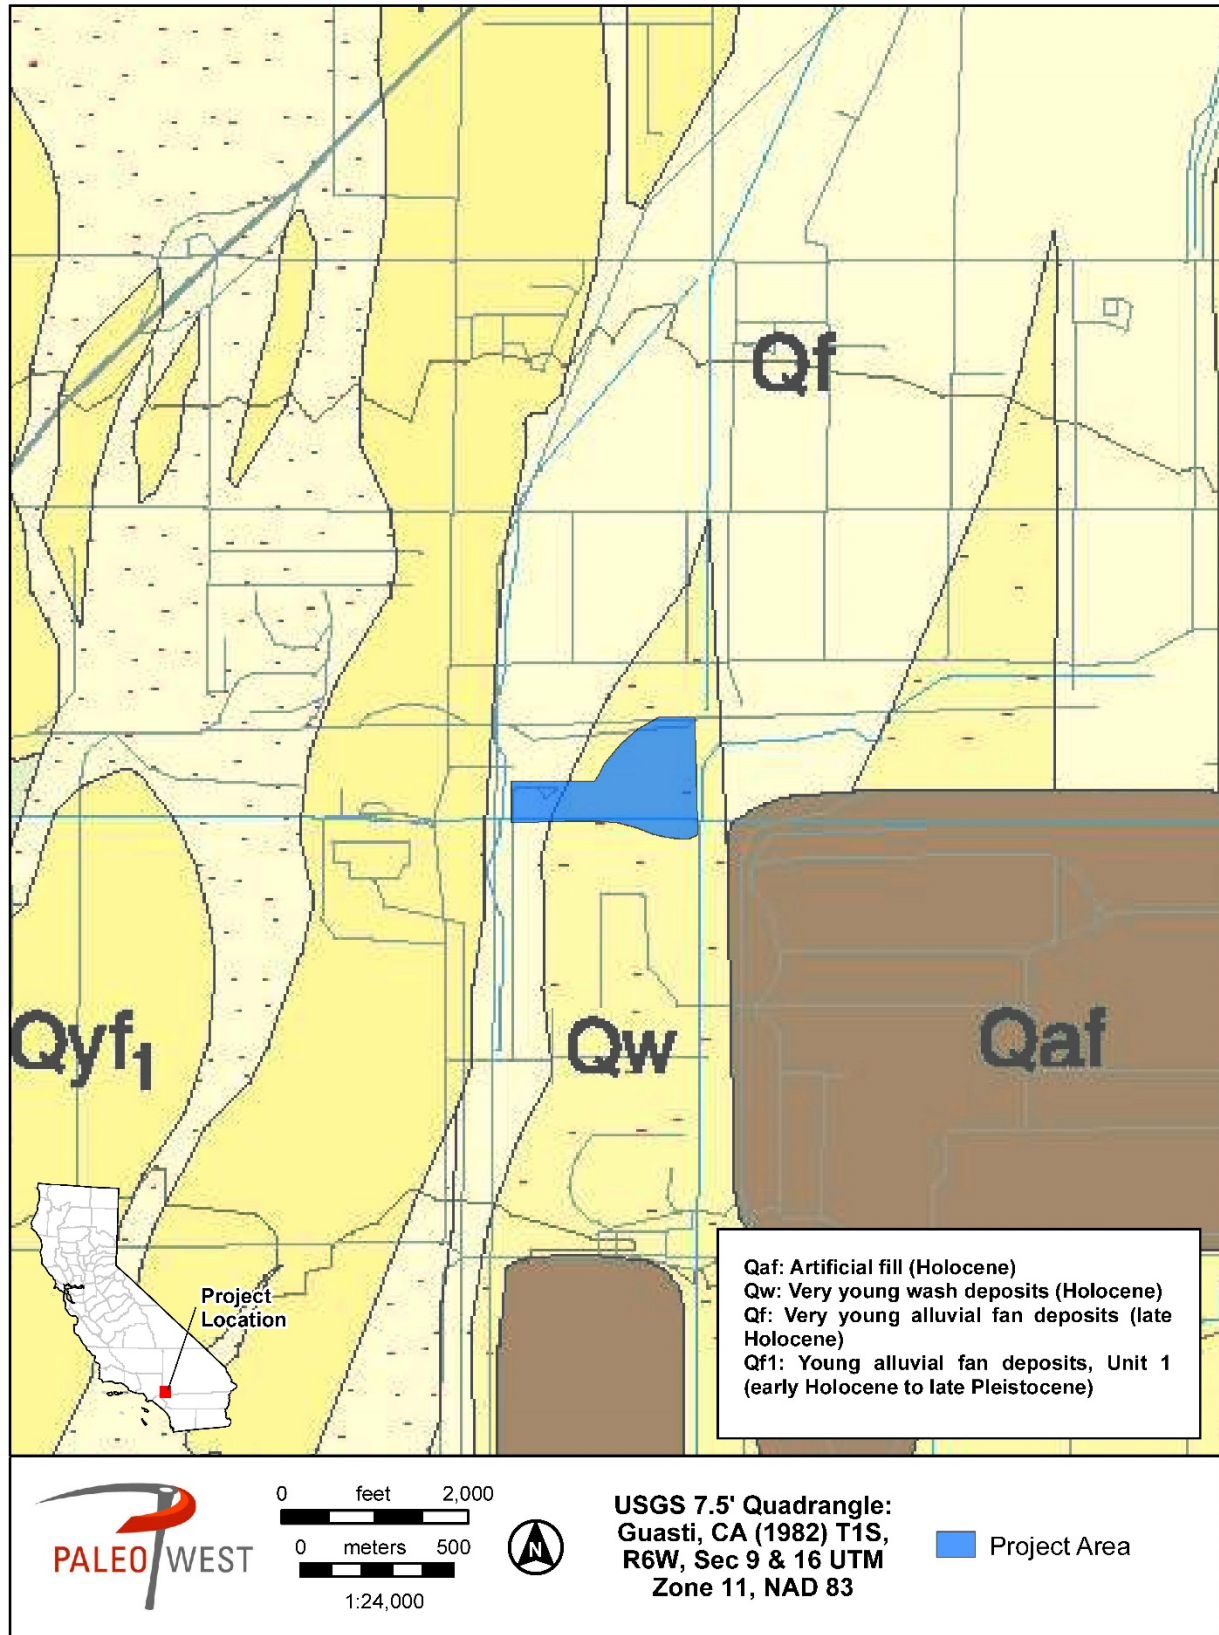 Qf
Qyf1
Qw
Qaf
Project
Location
Qaf: Artificial fill (Holocene)
Qw: Very young wash deposits (Holocene)
Qf: Very young alluvial fan deposits (late
Holocene)
Qf1: Young alluvial fan deposits, Unit 1
(early Holocene to late Pleistocene)
PALEO WEST
0 feet 2,000
0 meters 500
1:24,000
N
USGS 7.5' Quadrangle:
Guasti, CA (1982) T1S,
R6W, Sec 9 & 16 UTM
Zone 11, NAD 83
Project Area